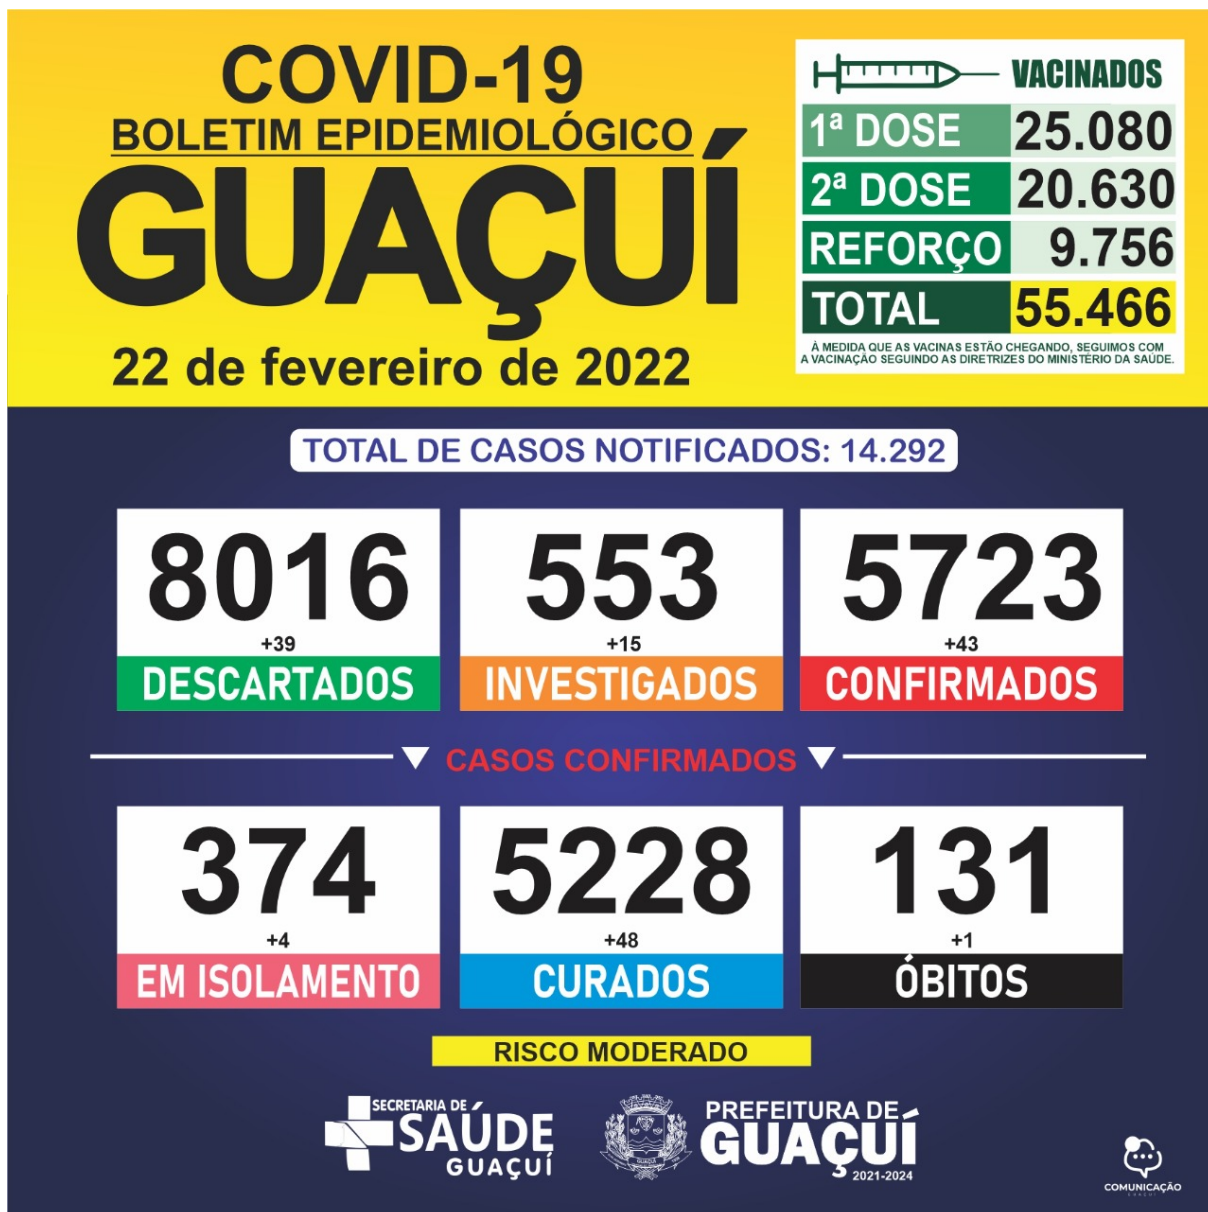 COVID-19
BOLETIM EPIDEMIOLÓGICO
GUAÇUÍ
22 de fevereiro de 2022
VACINADOS
1ª DOSE 25.080
2ª DOSE 20.630
REFORÇO 9.756
TOTAL 55.466
À MEDIDA QUE AS VACINAS ESTÃO CHEGANDO, SEGUIMOS COM
A VACINAÇÃO SEGUINDO AS DIRETRIZES DO MINISTÉRIO DA SAÚDE.
TOTAL DE CASOS NOTIFICADOS: 14.292
8016
+39
DESCARTADOS
553
+15
INVESTIGADOS
5723
+43
CONFIRMADOS
CASOS CONFIRMADOS
374
+4
EM ISOLAMENTO
5228
+48
CURADOS
131
+1
ÓBITOS
RISCO MODERADO
SECRETARIA DE
SAÚDE
GUAÇUÍ
GUAÇUÍ
PREFEITURA DE
GUAÇUÍ
2021-2024
COMUNICAÇÃO
GUAÇUÍ